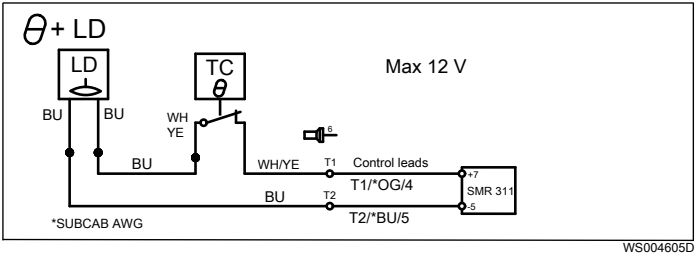 θ + LD
LD
TC
θ
Max 12 V
BU
BU
WH
YE
6
BU
WH/YE
T1
Control leads
+7
T1/*OG/4
SMR 311
BU
T2
-5
T2/*BU/5
*SUBCAB AWG
WS004605D